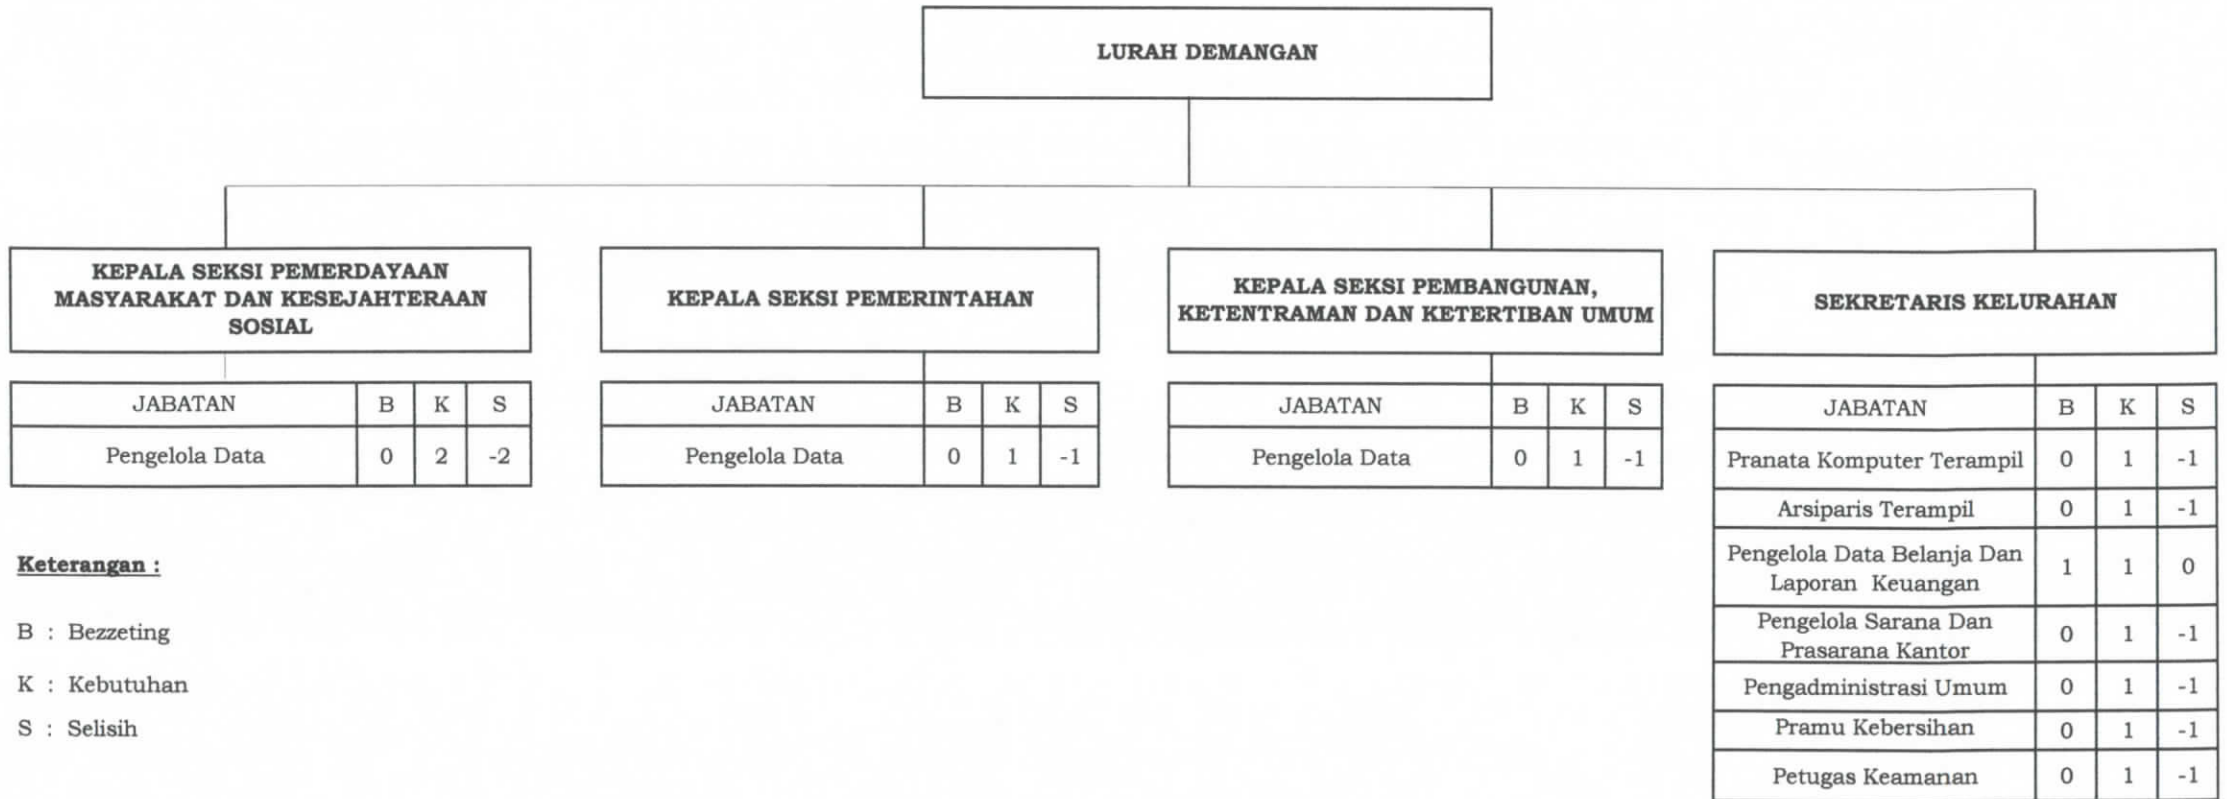 LURAH DEMANGAN
KEPALA SEKSI PEMERDAYAAN
MASYARAKAT DAN KESEJAHTERAAN
SOSIAL
JABATAN B K S
Pengelola Data 0 2 -2
KEPALA SEKSI PEMERINTAHAN
JABATAN B K S
Pengelola Data 0 1 -1
KEPALA SEKSI PEMBANGUNAN,
KETENTRAMAN DAN KETERTIBAN UMUM
JABATAN B K S
Pengelola Data 0 1 -1
SEKRETARIS KELURAHAN
JABATAN B K S
Pranata Komputer Terampil 0 1 -1
Arsiparis Terampil 0 1 -1
Pengelola Data Belanja Dan
Laporan Keuangan 1 1 0
Pengelola Sarana Dan
Prasarana Kantor 0 1 -1
Pengadministrasi Umum 0 1 -1
Pramu Kebersihan 0 1 -1
Petugas Keamanan 0 1 -1
Keterangan :
B : Bezzeting
K : Kebutuhan
S : Selisih